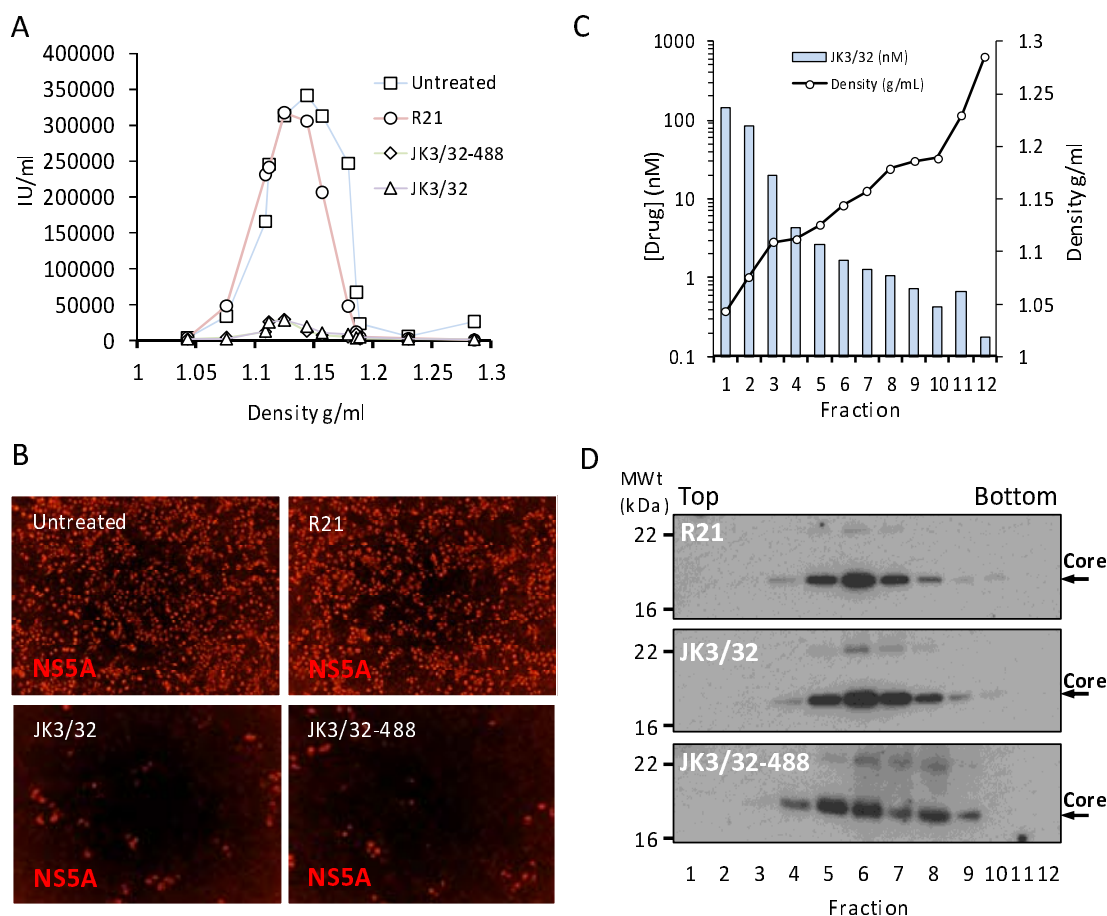 A
400000
350000
300000
250000
200000
150000
100000
50000
0
IU/ml
1 1.05 1.1 1.15 1.2 1.25 1.3
Density g/ml
Untreated
R21
JK3/32-488
JK3/32
C
1000
100
10
1
0.1
[Drug] (nM)
JK3/32 (nM)
Density (g/mL)
1.3
1.25
1.2
1.15
1.1
1.05
1
Density g/ml
1 2 3 4 5 6 7 8 9 10 11 12
Fraction
B
Untreated
NS5A
R21
NS5A
JK3/32
NS5A
JK3/32-488
NS5A
D
MWt
(kDa)
Top
Bottom
22
R21
Core
16
22
JK3/32
Core
16
22
JK3/32-488
Core
16
1 2 3 4 5 6 7 8 9 10 11 12
Fraction